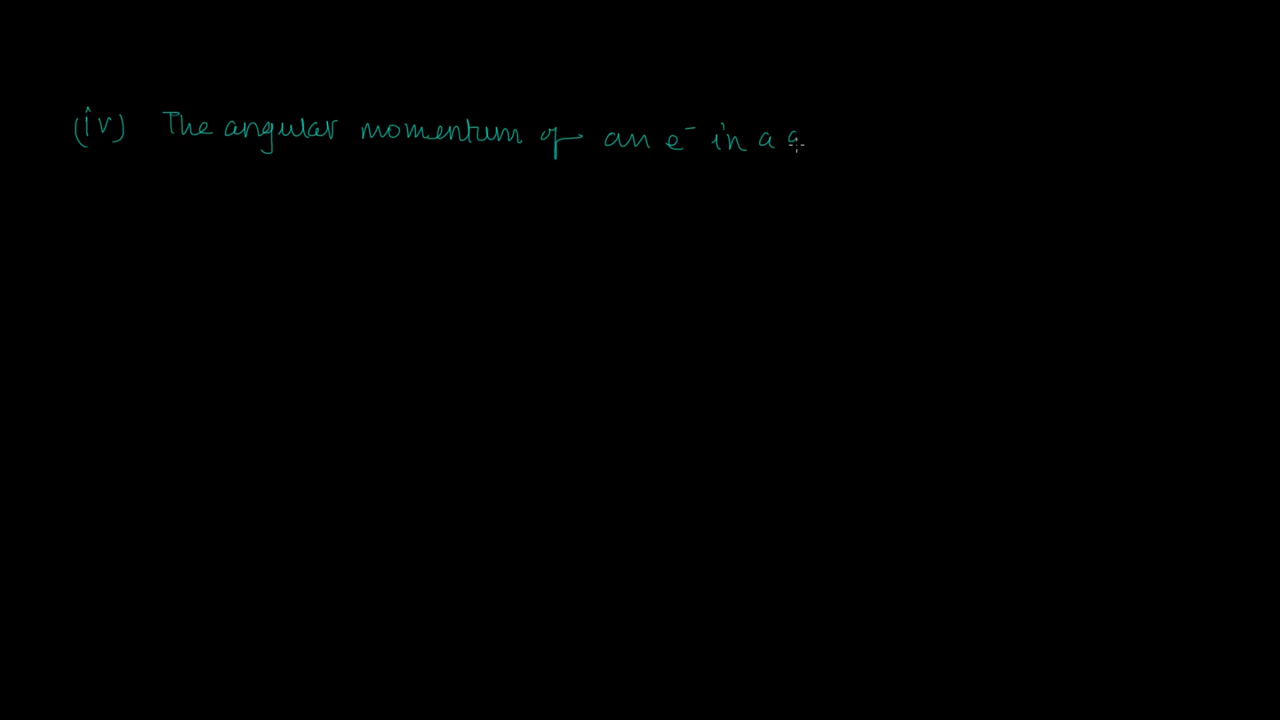 (iv) The angular momentum of an e⁻ in a